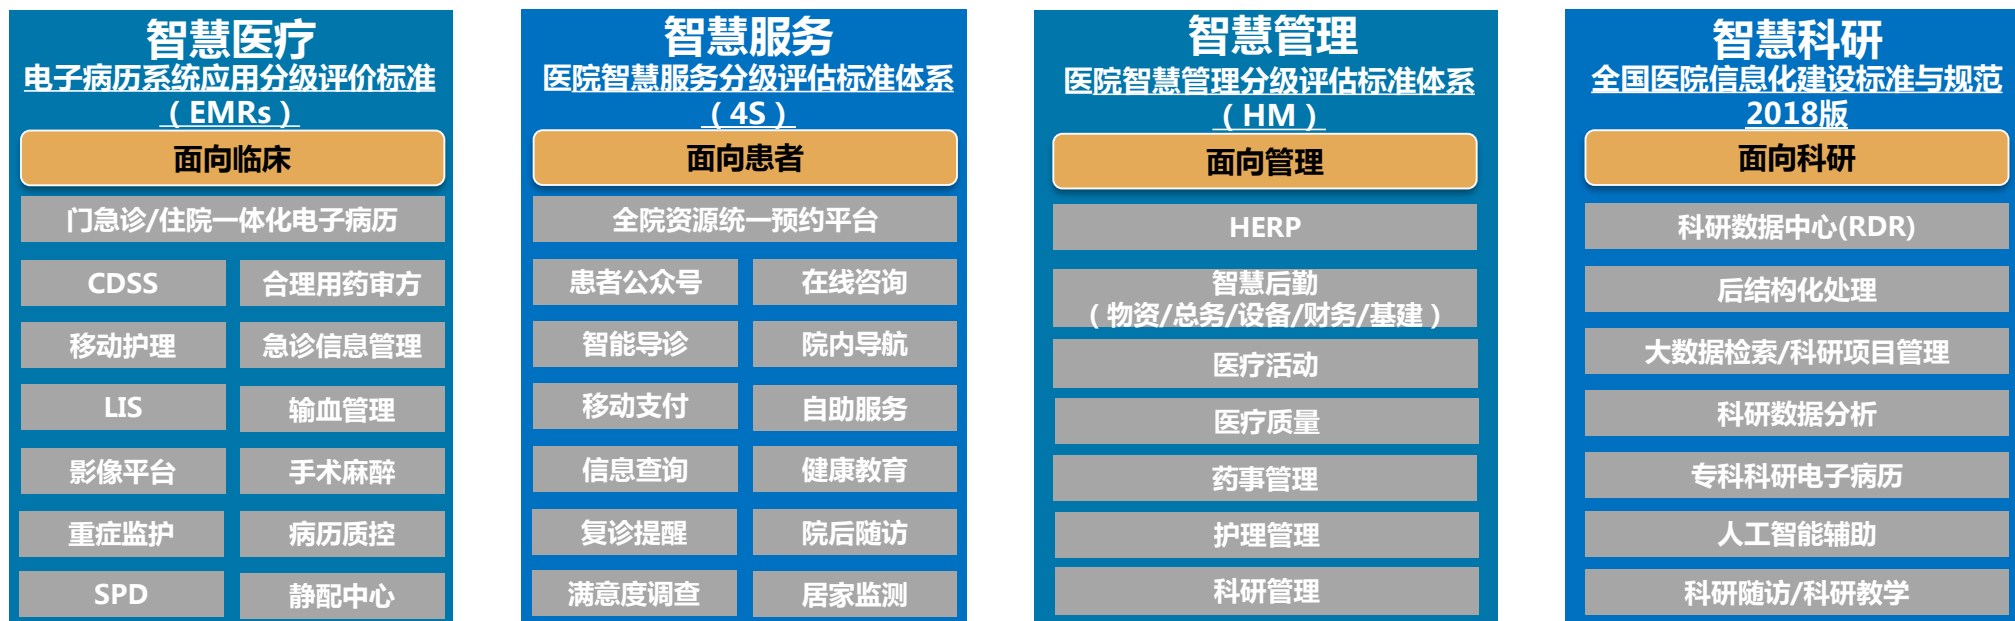 智慧医疗
电子病历系统应用分级评价标准
（EMRs）
面向临床
门急诊/住院一体化电子病历
CDSS
合理用药审方
移动护理
急诊信息管理
LIS
输血管理
影像平台
手术麻醉
重症监护
病历质控
SPD
静配中心
智慧服务
医院智慧服务分级评估标准体系
（4S）
面向患者
全院资源统一预约平台
患者公众号
在线咨询
智能导诊
院内导航
移动支付
自助服务
信息查询
健康教育
复诊提醒
院后随访
满意度调查
居家监测
智慧管理
医院智慧管理分级评估标准体系
（HM）
面向管理
HERP
智慧后勤
（物资/总务/设备/财务/基建）
医疗活动
医疗质量
药事管理
护理管理
科研管理
智慧科研
全国医院信息化建设标准与规范
2018版
面向科研
科研数据中心(RDR)
后结构化处理
大数据检索/科研项目管理
科研数据分析
专科科研电子病历
人工智能辅助
科研随访/科研教学